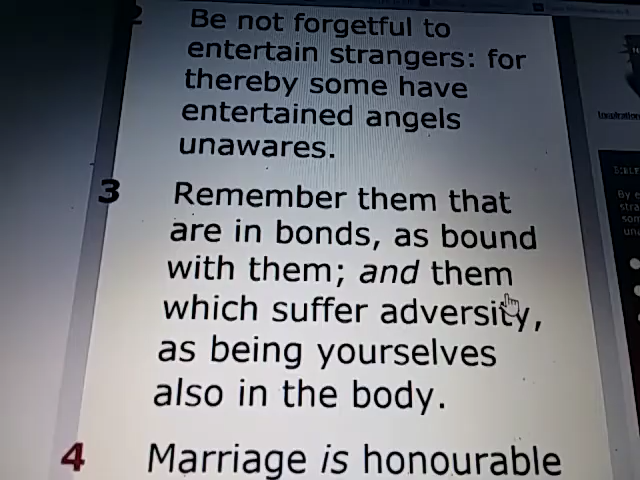 2 Be not forgetful to
entertain strangers: for
thereby some have
entertained angels
unawares.
3 Remember them that
are in bonds, as bound
with them; and them
which suffer adversity,
as being yourselves
also in the body.
4 Marriage is honourable
By